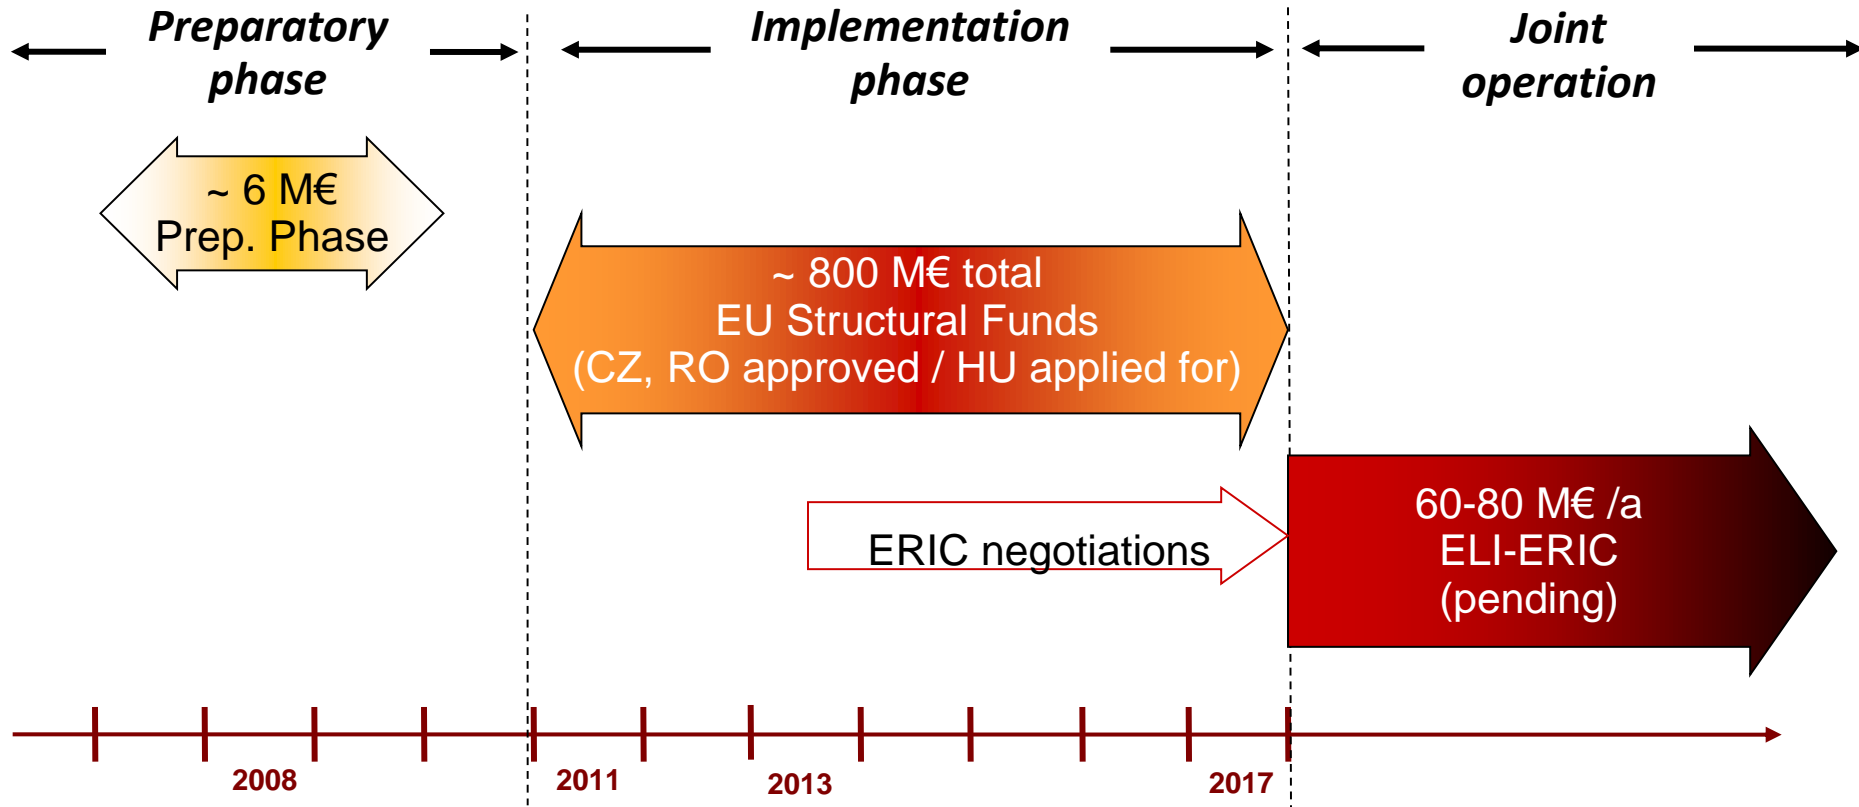 Preparatory
phase
Implementation
phase
Joint
operation
~ 6 M€
Prep. Phase
~ 800 M€ total
EU Structural Funds
(CZ, RO approved / HU applied for)
ERIC negotiations
60-80 M€ /a
ELI-ERIC
(pending)
2008
2011
2013
2017